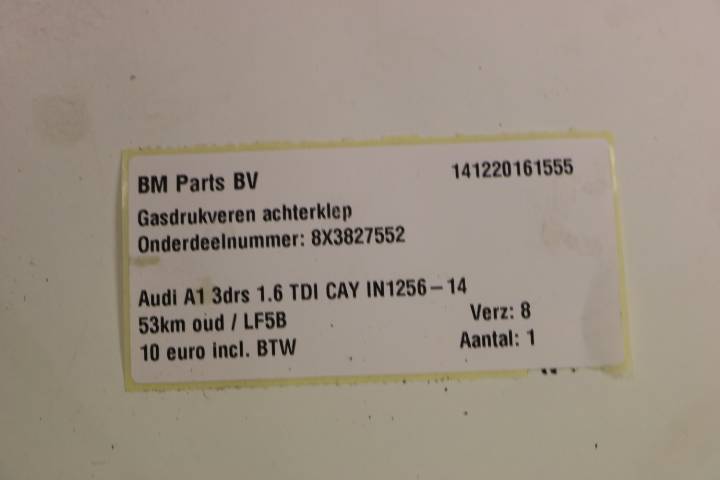 BM Parts BV 141220161555
Gasdrukveren achterklep
Onderdeelnummer: 8X3827552
Audi A1 3drs 1.6 TDI CAY IN1256-14
53km oud / LF5B Verz: 8
10 euro incl. BTW Aantal: 1